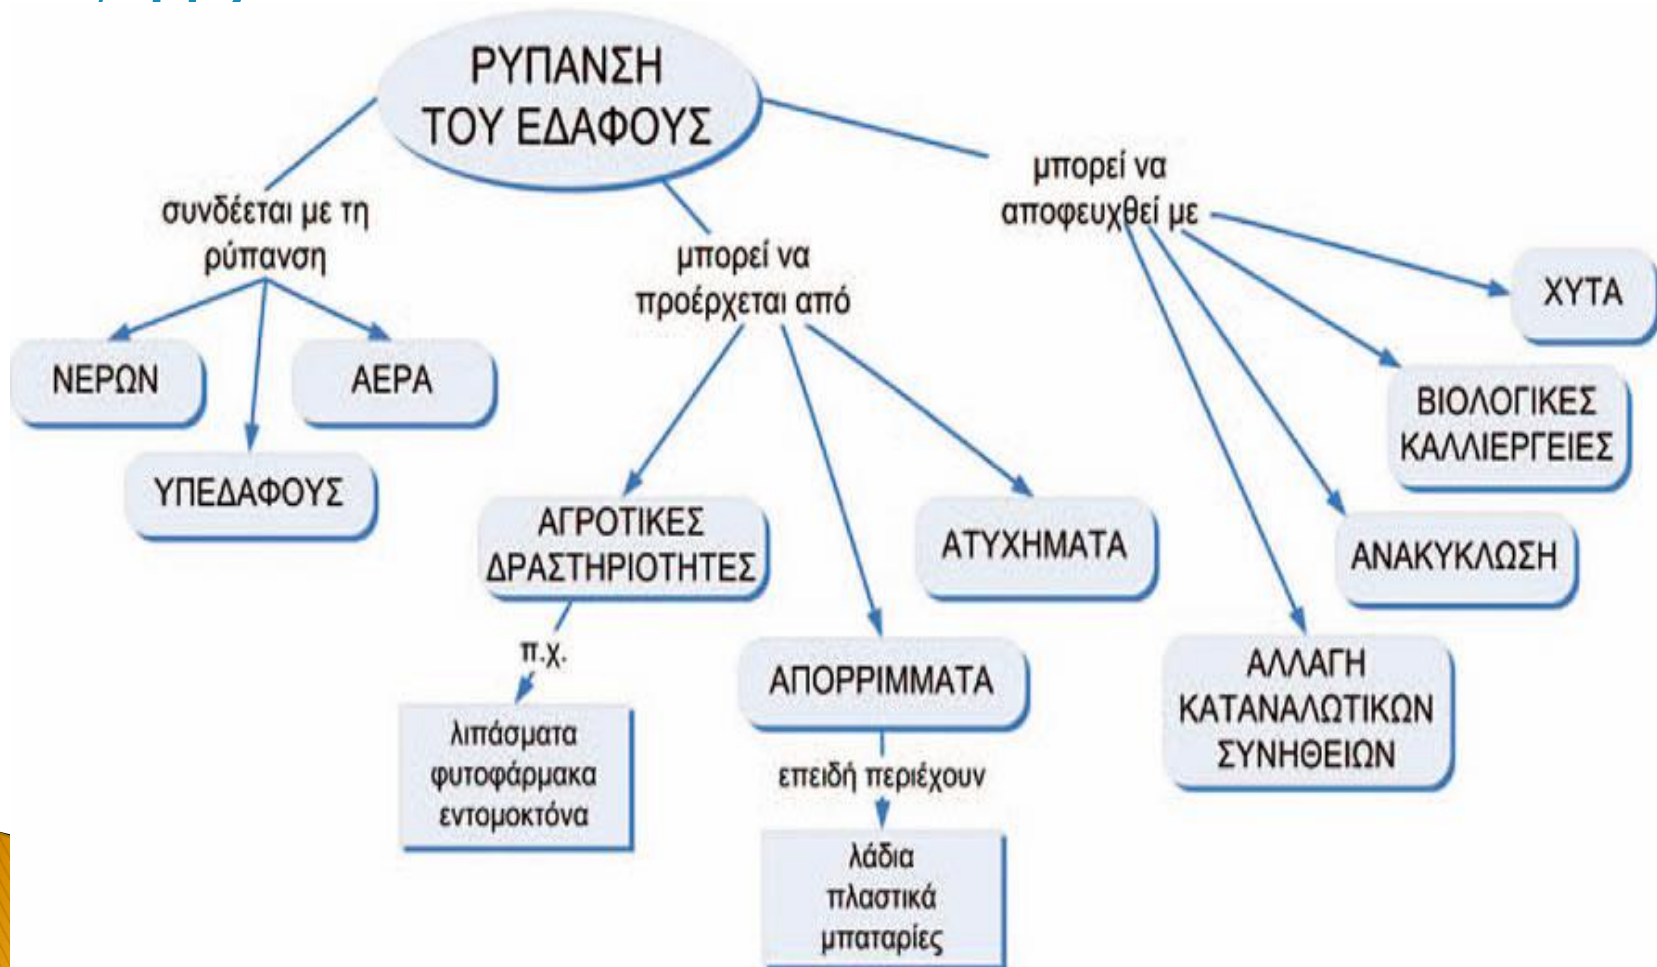 ΡΥΠΑΝΣΗ
ΤΟΥ ΕΔΑΦΟΥΣ
συνδέεται με τη
ρύπανση
ΝΕΡΩΝ
ΑΕΡΑ
ΥΠΕΔΑΦΟΥΣ
μπορεί να
προέρχεται από
ΑΓΡΟΤΙΚΕΣ
ΔΡΑΣΤΗΡΙΟΤΗΤΕΣ
π.χ.
λιπάσματα
φυτοφάρμακα
εντομοκτόνα
ΑΠΟΡΡΙΜΜΑΤΑ
επειδή περιέχουν
λάδια
πλαστικά
μπαταρίες
ΑΤΥΧΗΜΑΤΑ
μπορεί να
αποφευχθεί με
ΧΥΤΑ
ΒΙΟΛΟΓΙΚΕΣ
ΚΑΛΛΙΕΡΓΕΙΕΣ
ΑΝΑΚΥΚΛΩΣΗ
ΑΛΛΑΓΗ
ΚΑΤΑΝΑΛΩΤΙΚΩΝ
ΣΥΝΗΘΕΙΩΝ